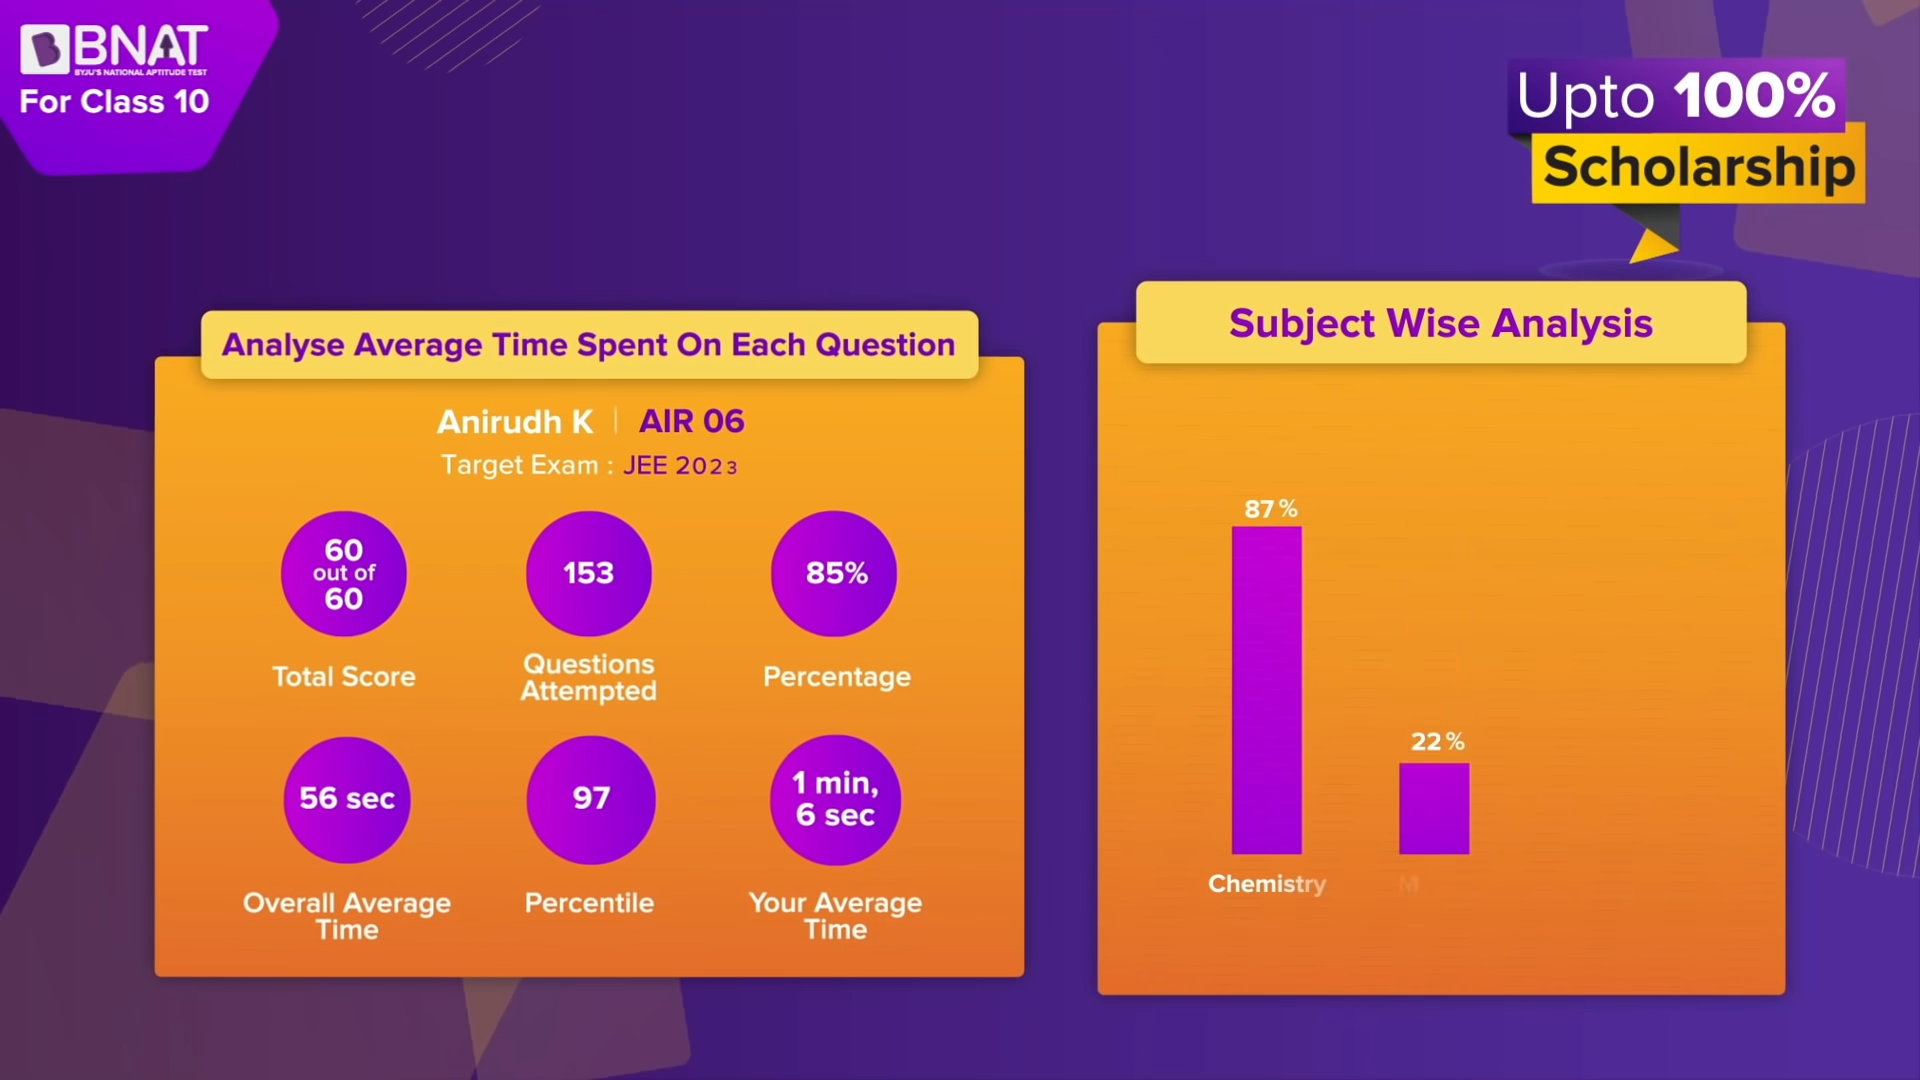 BNAT
BYJU'S NATIONAL APTITUDE TEST
For Class 10
Upto 100%
Scholarship
Analyse Average Time Spent On Each Question
Anirudh K | AIR 06
Target Exam : JEE 2023
60
out of
60
Total Score
153
Questions
Attempted
85%
Percentage
56 sec
Overall Average
Time
97
Percentile
1 min,
6 sec
Your Average
Time
Subject Wise Analysis
87%
22%
Chemistry
M